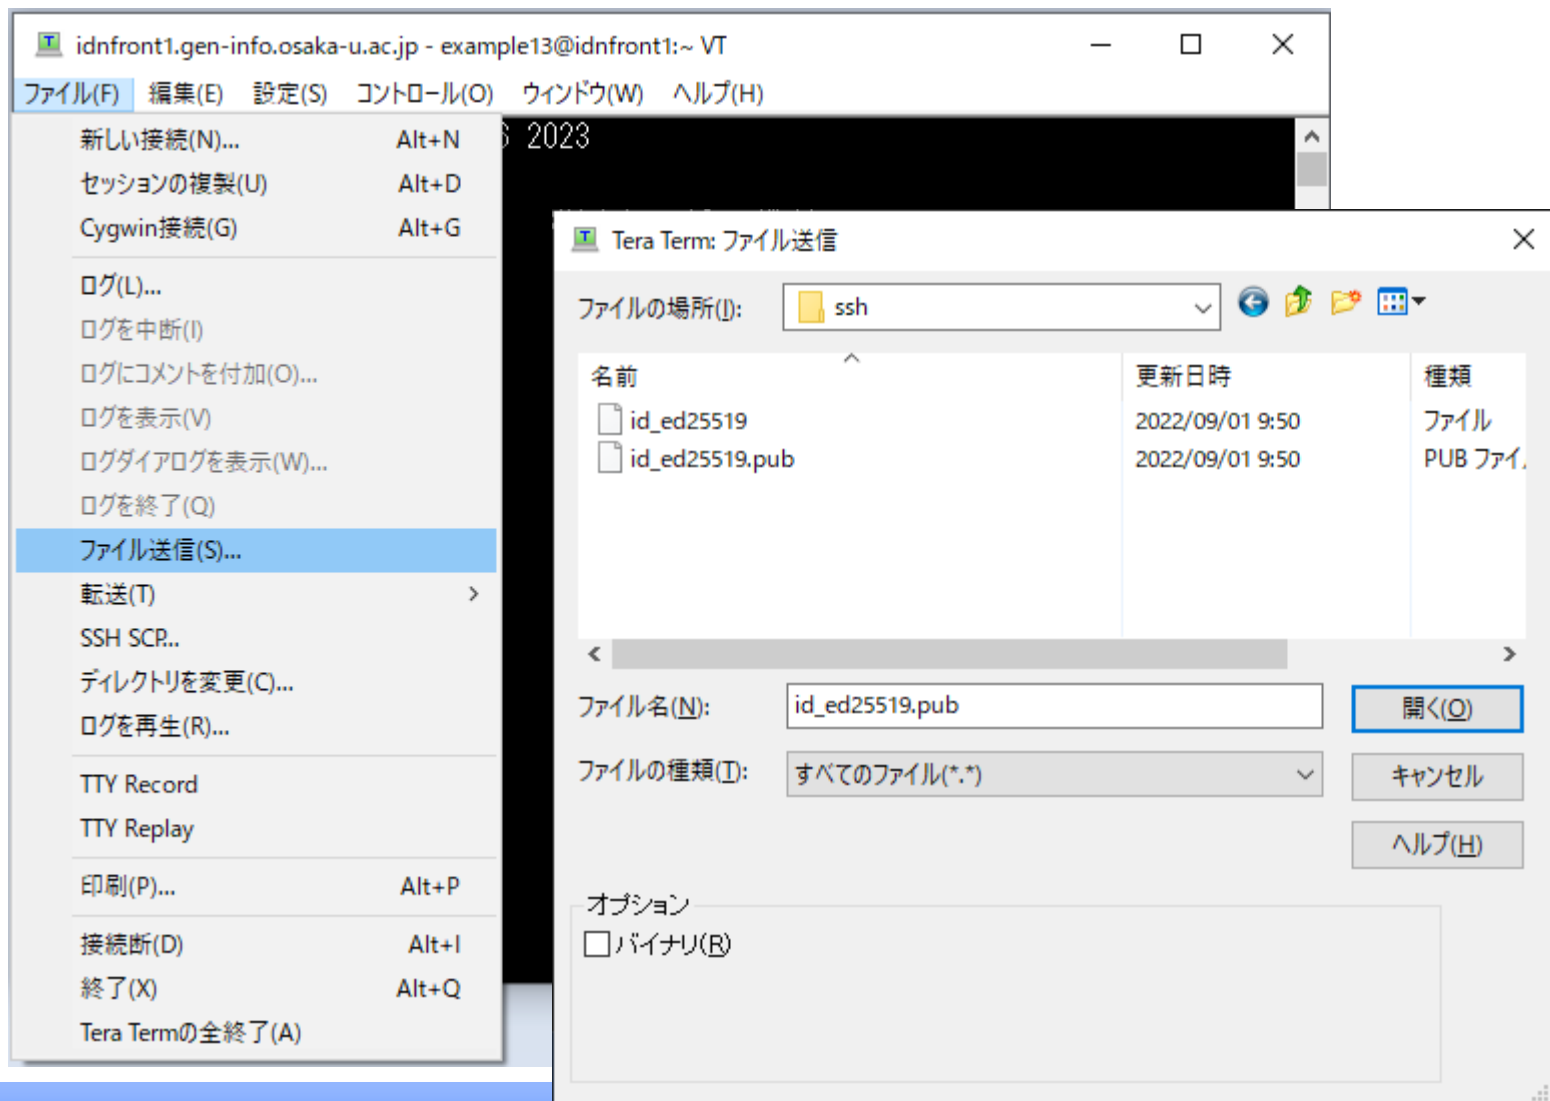 idnfront1.gen-info.osaka-u.ac.jp - example13@idnfront1:~ VT
ファイル(F) 編集(E) 設定(S) コントロール(O) ウィンドウ(W) ヘルプ(H)
2023
新しい接続(N)... Alt+N
セッションの複製(U) Alt+D
Cygwin接続(G) Alt+G
ログ(L)...
ログを中断(I)
ログにコメントを付加(O)...
ログを表示(V)
ログダイアログを表示(W)...
ログを終了(Q)
ファイル送信(S)...
転送(T)
SSH SCP...
ディレクトリを変更(C)...
ログを再生(R)...
TTY Record
TTY Replay
印刷(P)... Alt+P
接続断(D) Alt+I
終了(X) Alt+Q
Tera Termの全終了(A)
Tera Term: ファイル送信
ファイルの場所(I): ssh
名前 更新日時 種類
id_ed25519 2022/09/01 9:50 ファイル
id_ed25519.pub 2022/09/01 9:50 PUB ファイ
ファイル名(N): id_ed25519.pub 開く(O)
ファイルの種類(T): すべてのファイル(*.*) キャンセル
ヘルプ(H)
オプション
バイナリ(R)